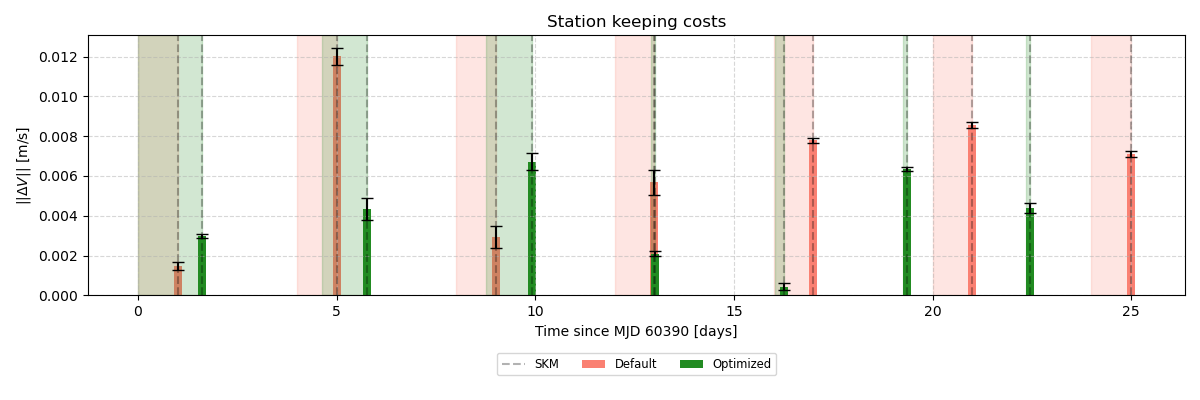 Station keeping costs
||ΔV|| [m/s]
0.012
0.010
0.008
0.006
0.004
0.002
0.000
0 5 10 15 20 25
Time since MJD 60390 [days]
SKM Default Optimized